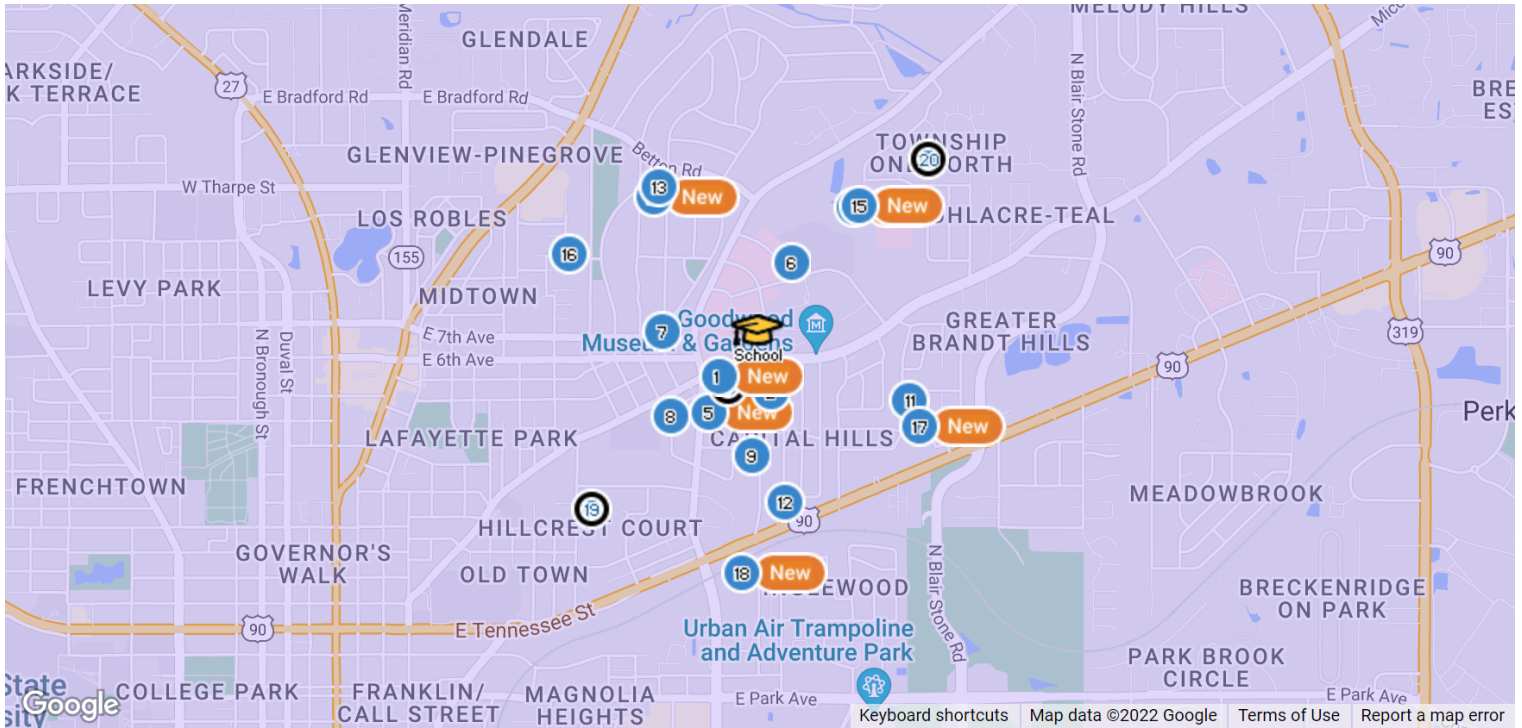 MELODY HILLS
Meridian Rd
GLENDALE
N Blair Stone Rd
ARKSIDE/
K TERRACE
27
E Bradford Rd
E Bradford Rd
BRE
ES
TOWNSHIP
GLENVIEW-PINEGROVE
Betton Rd
20
W Tharpe St
13
New
LOS ROBLES
15
New
HLACRE-TEAL
155
16
6
90
LEVY PARK
MIDTOWN
Goodwood
Museum & Gardens
M
GREATER
BRANDT HILLS
319
E 7th Ave
7
School
E 6th Ave
90
N Bronough St
Duval St
1
New
11
8
5
New
17
New
Perk
LAFAYETTE PARK
CAPITAL HILLS
9
FRENCHTOWN
MEADOWBROOK
12
19
90
HILLCREST COURT
GOVERNOR'S
WALK
OLD TOWN
18
New
N Blair Stone Rd
BRECKENRIDGE
ON PARK
90
E Tennessee St
Urban Air Trampoline
and Adventure Park
PARK BROOK
CIRCLE
State
sity
Google
COLLEGE PARK
FRANKLIN/
CALL STREET
MAGNOLIA
HEIGHTS
E Park Ave
E Park Ave
Keyboard shortcuts
Map data ©2022 Google
Terms of Use
Report a map error